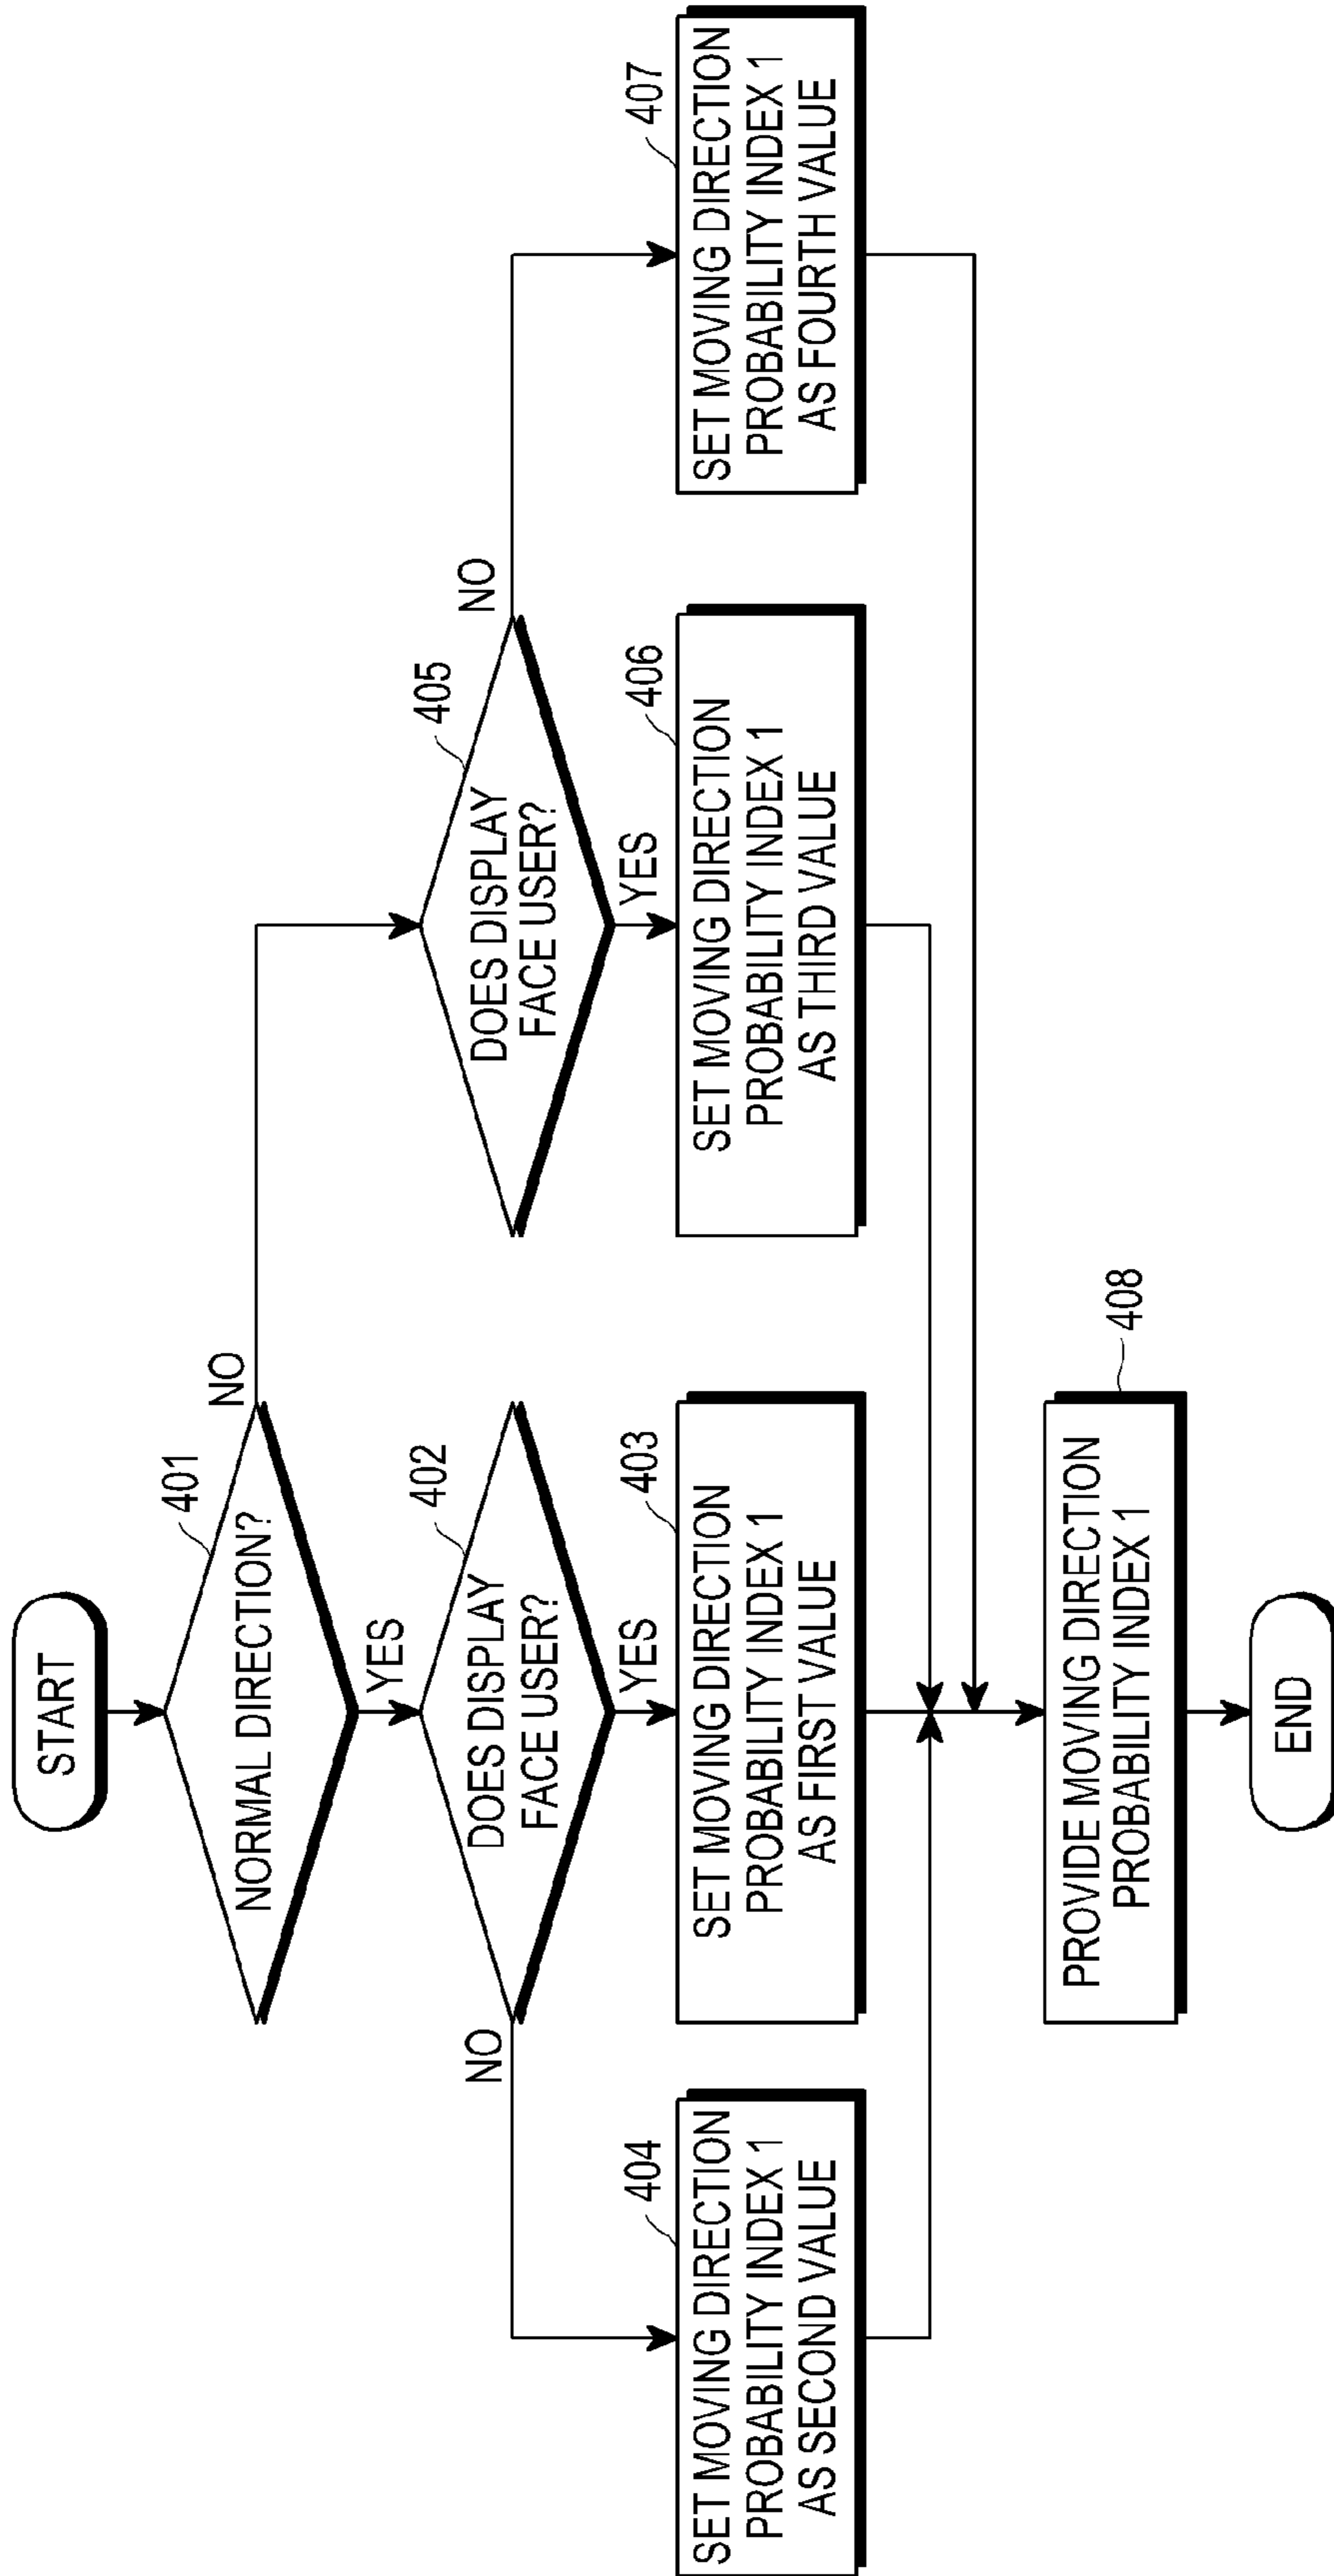 START
401
NORMAL DIRECTION?
NO
YES
402
DOES DISPLAY
FACE USER?
NO
YES
405
DOES DISPLAY
FACE USER?
NO
YES
404
SET MOVING DIRECTION
PROBABILITY INDEX 1
AS SECOND VALUE
403
SET MOVING DIRECTION
PROBABILITY INDEX 1
AS FIRST VALUE
406
SET MOVING DIRECTION
PROBABILITY INDEX 1
AS THIRD VALUE
407
SET MOVING DIRECTION
PROBABILITY INDEX 1
AS FOURTH VALUE
408
PROVIDE MOVING DIRECTION
PROBABILITY INDEX 1
END